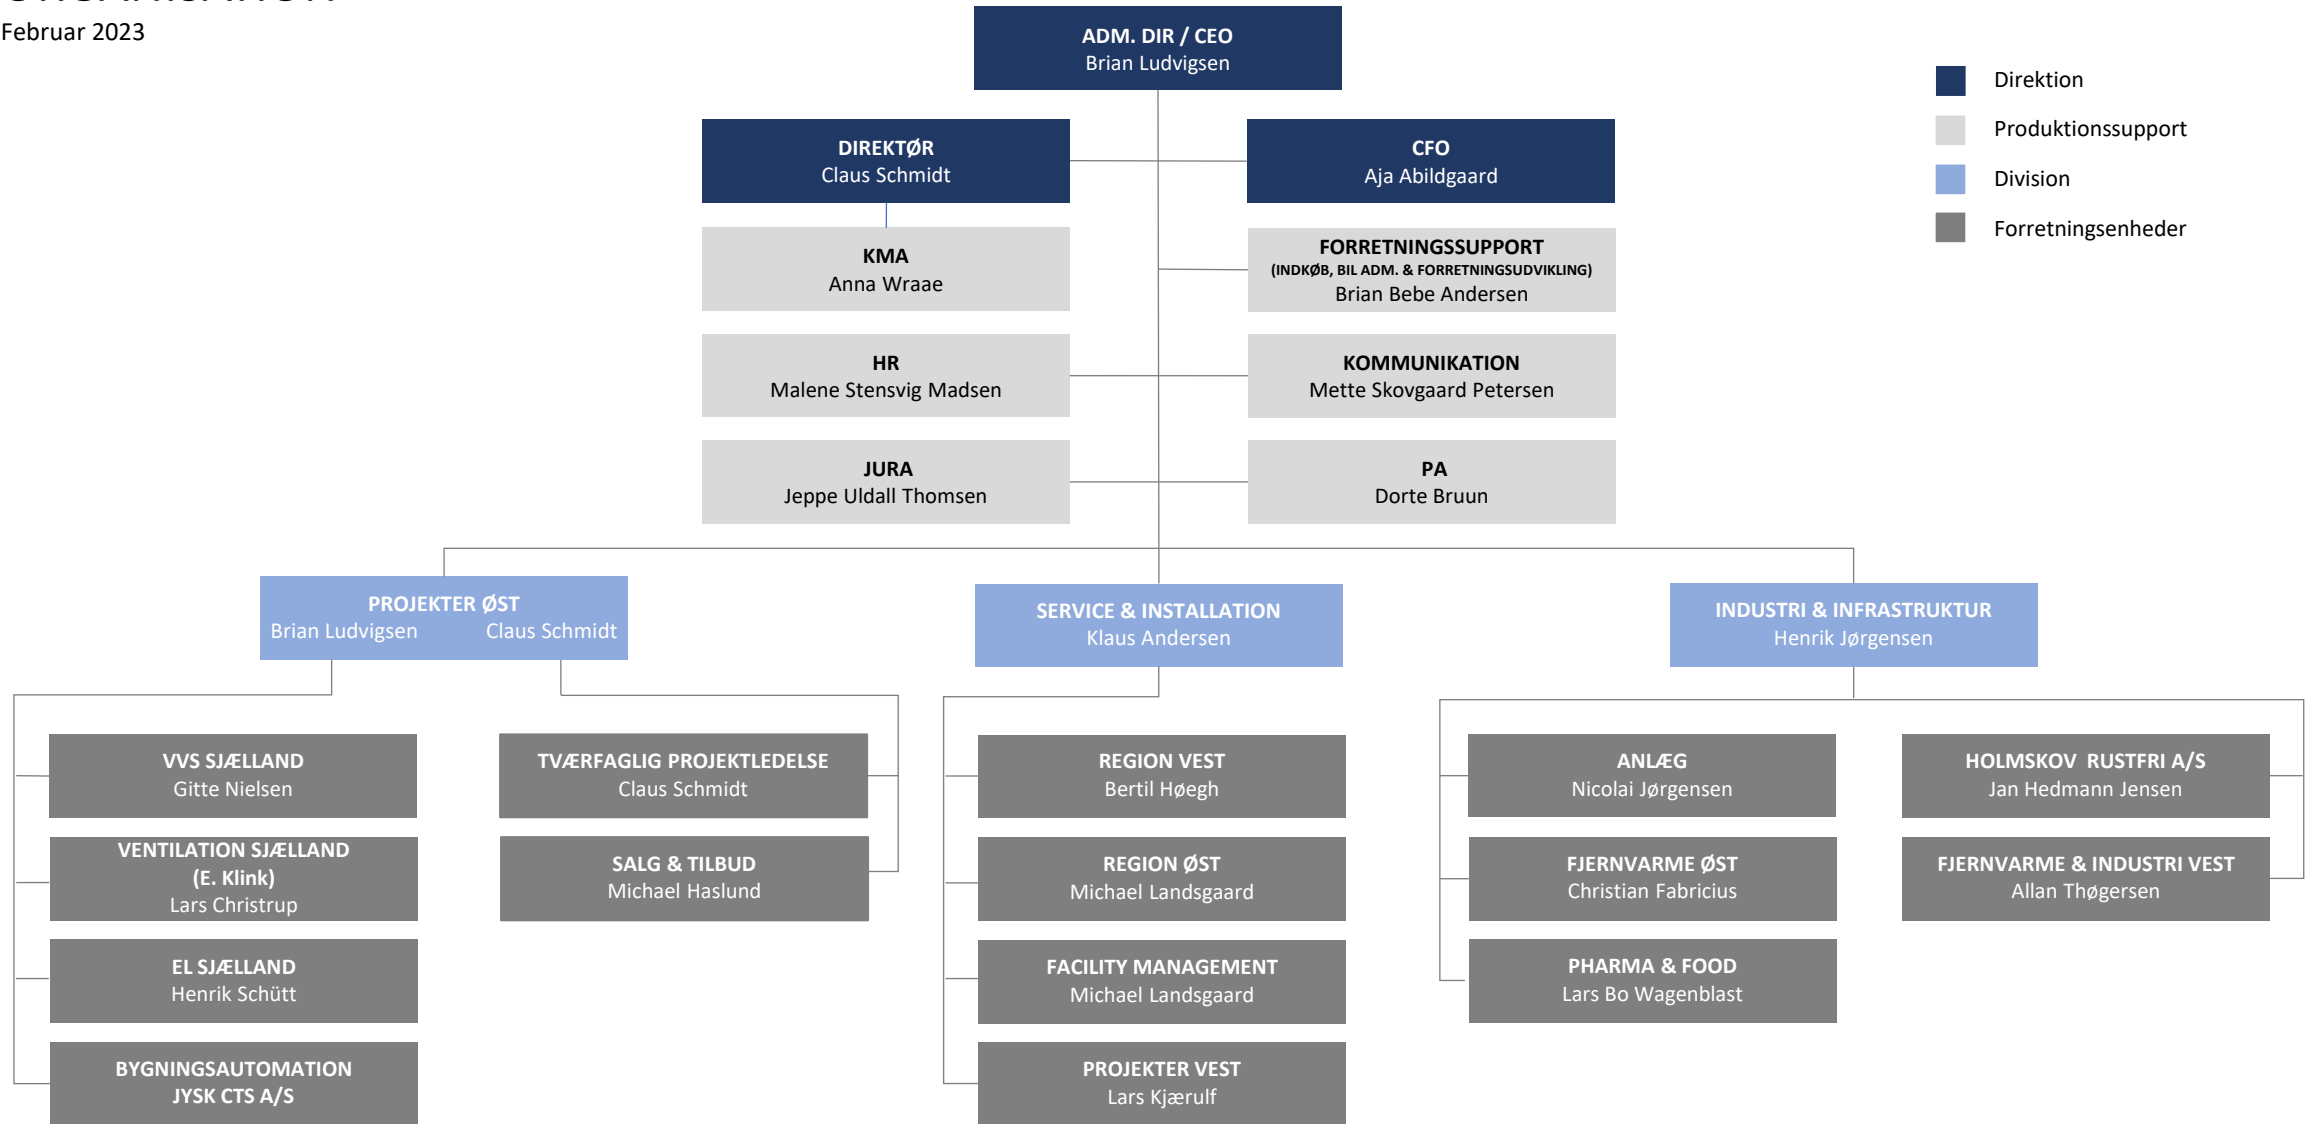 Februar 2023
ADM. DIR / CEO
Brian Ludvigsen
Direktion
Produktionssupport
Division
Forretningsenheder
DIREKTØR
Claus Schmidt
CFO
Aja Abildgaard
KMA
Anna Wraae
FORRETNINGSSUPPORT
(INDKØB, BIL ADM. & FORRETNINGSUDVIKLING)
Brian Bebe Andersen
HR
Malene Stensvig Madsen
KOMMUNIKATION
Mette Skovgaard Petersen
JURA
Jeppe Uldall Thomsen
PA
Dorte Bruun
PROJEKTER ØST
Brian Ludvigsen Claus Schmidt
SERVICE & INSTALLATION
Klaus Andersen
INDUSTRI & INFRASTRUKTUR
Henrik Jørgensen
VVS SJÆLLAND
Gitte Nielsen
VENTILATION SJÆLLAND
(E. Klink)
Lars Christrup
EL SJÆLLAND
Henrik Schütt
BYGNINGSAUTOMATION
JYSK CTS A/S
TVÆRFAGLIG PROJEKTLEDELSE
Claus Schmidt
SALG & TILBUD
Michael Haslund
REGION VEST
Bertil Høegh
REGION ØST
Michael Landsgaard
FACILITY MANAGEMENT
Michael Landsgaard
PROJEKTER VEST
Lars Kjærulf
ANLÆG
Nicolai Jørgensen
FJERNVARME ØST
Christian Fabricius
PHARMA & FOOD
Lars Bo Wagenblast
HOLMSKOV RUSTFRI A/S
Jan Hedmann Jensen
FJERNVARME & INDUSTRI VEST
Allan Thøgersen